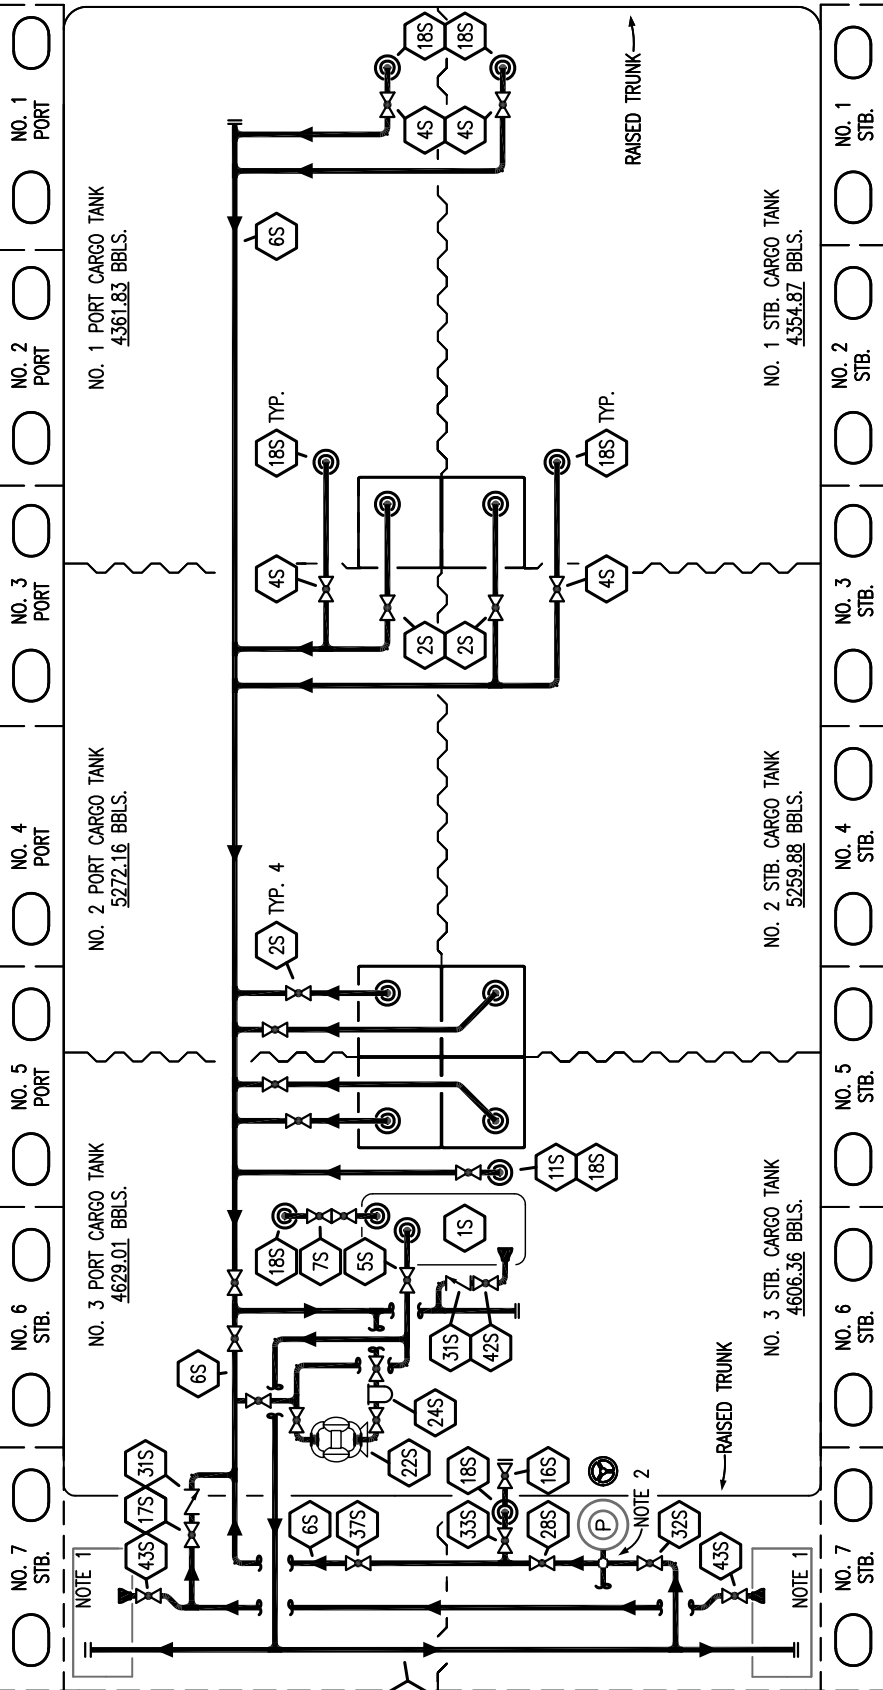 NO. 1
PORT
NO. 2
PORT
NO. 3
PORT
NO. 4
PORT
NO. 5
PORT
NO. 6
STB.
NO. 7
STB.
NO. 1 PORT CARGO TANK
4361.83 BBLS.
NO. 2 PORT CARGO TANK
5272.16 BBLS.
NO. 3 PORT CARGO TANK
4629.01 BBLS.
NOTE 1
43S
17S
31S
6S
6S
18S TYP.
4S
2S TYP. 4
18S
7S
5S
18S
18S
4S
4S
2S
2S
1S
31S
42S
24S
22S
6S
37S
33S
18S
28S
16S
11S
18S
18S TYP.
4S
P
NOTE 2
32S
43S
NOTE 1
RAISED TRUNK
RAISED TRUNK
NO. 1 STB. CARGO TANK
4354.87 BBLS.
NO. 2 STB. CARGO TANK
5259.88 BBLS.
NO. 3 STB. CARGO TANK
4606.36 BBLS.
NO. 1
STB.
NO. 2
STB.
NO. 3
STB.
NO. 4
STB.
NO. 5
STB.
NO. 6
STB.
NO. 7
STB.